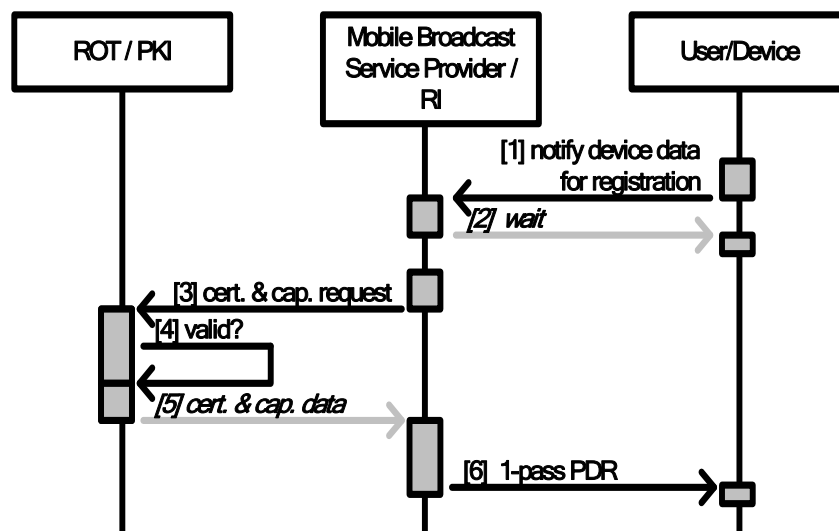 ROT / PKI
Mobile Broadcast
Service Provider /
RI
User/Device
[1] notify device data
for registration
[2] wait
[3] cert. & cap. request
[4] valid?
[5] cert. & cap. data
[6] 1-pass PDR